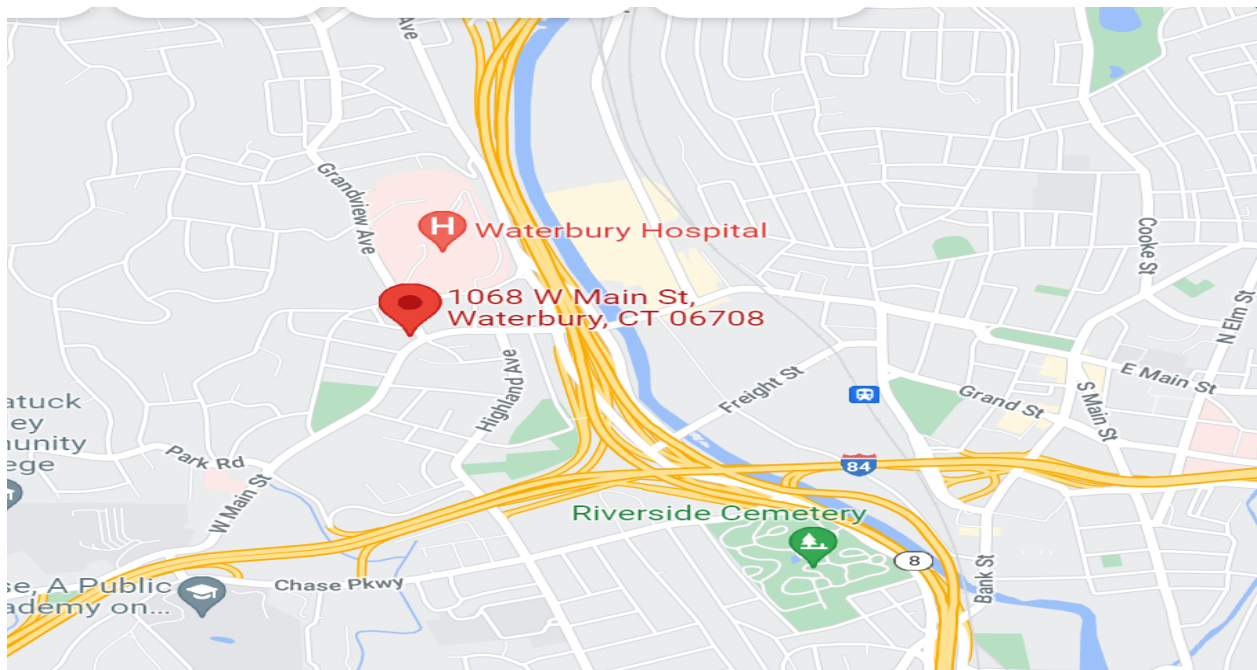 Ave
Grandview Ave
H
Waterbury Hospital
1068 W Main St,
Waterbury, CT 06708
Cooke St
N Elm St
Highland Ave
Freight St
E Main St
S Main St
Grand St
atuck
ey
munity
ege
Park Rd
W Main St
84
Riverside Cemetery
8
Bank St
Chase Pkwy
se, A Public
ademy on...